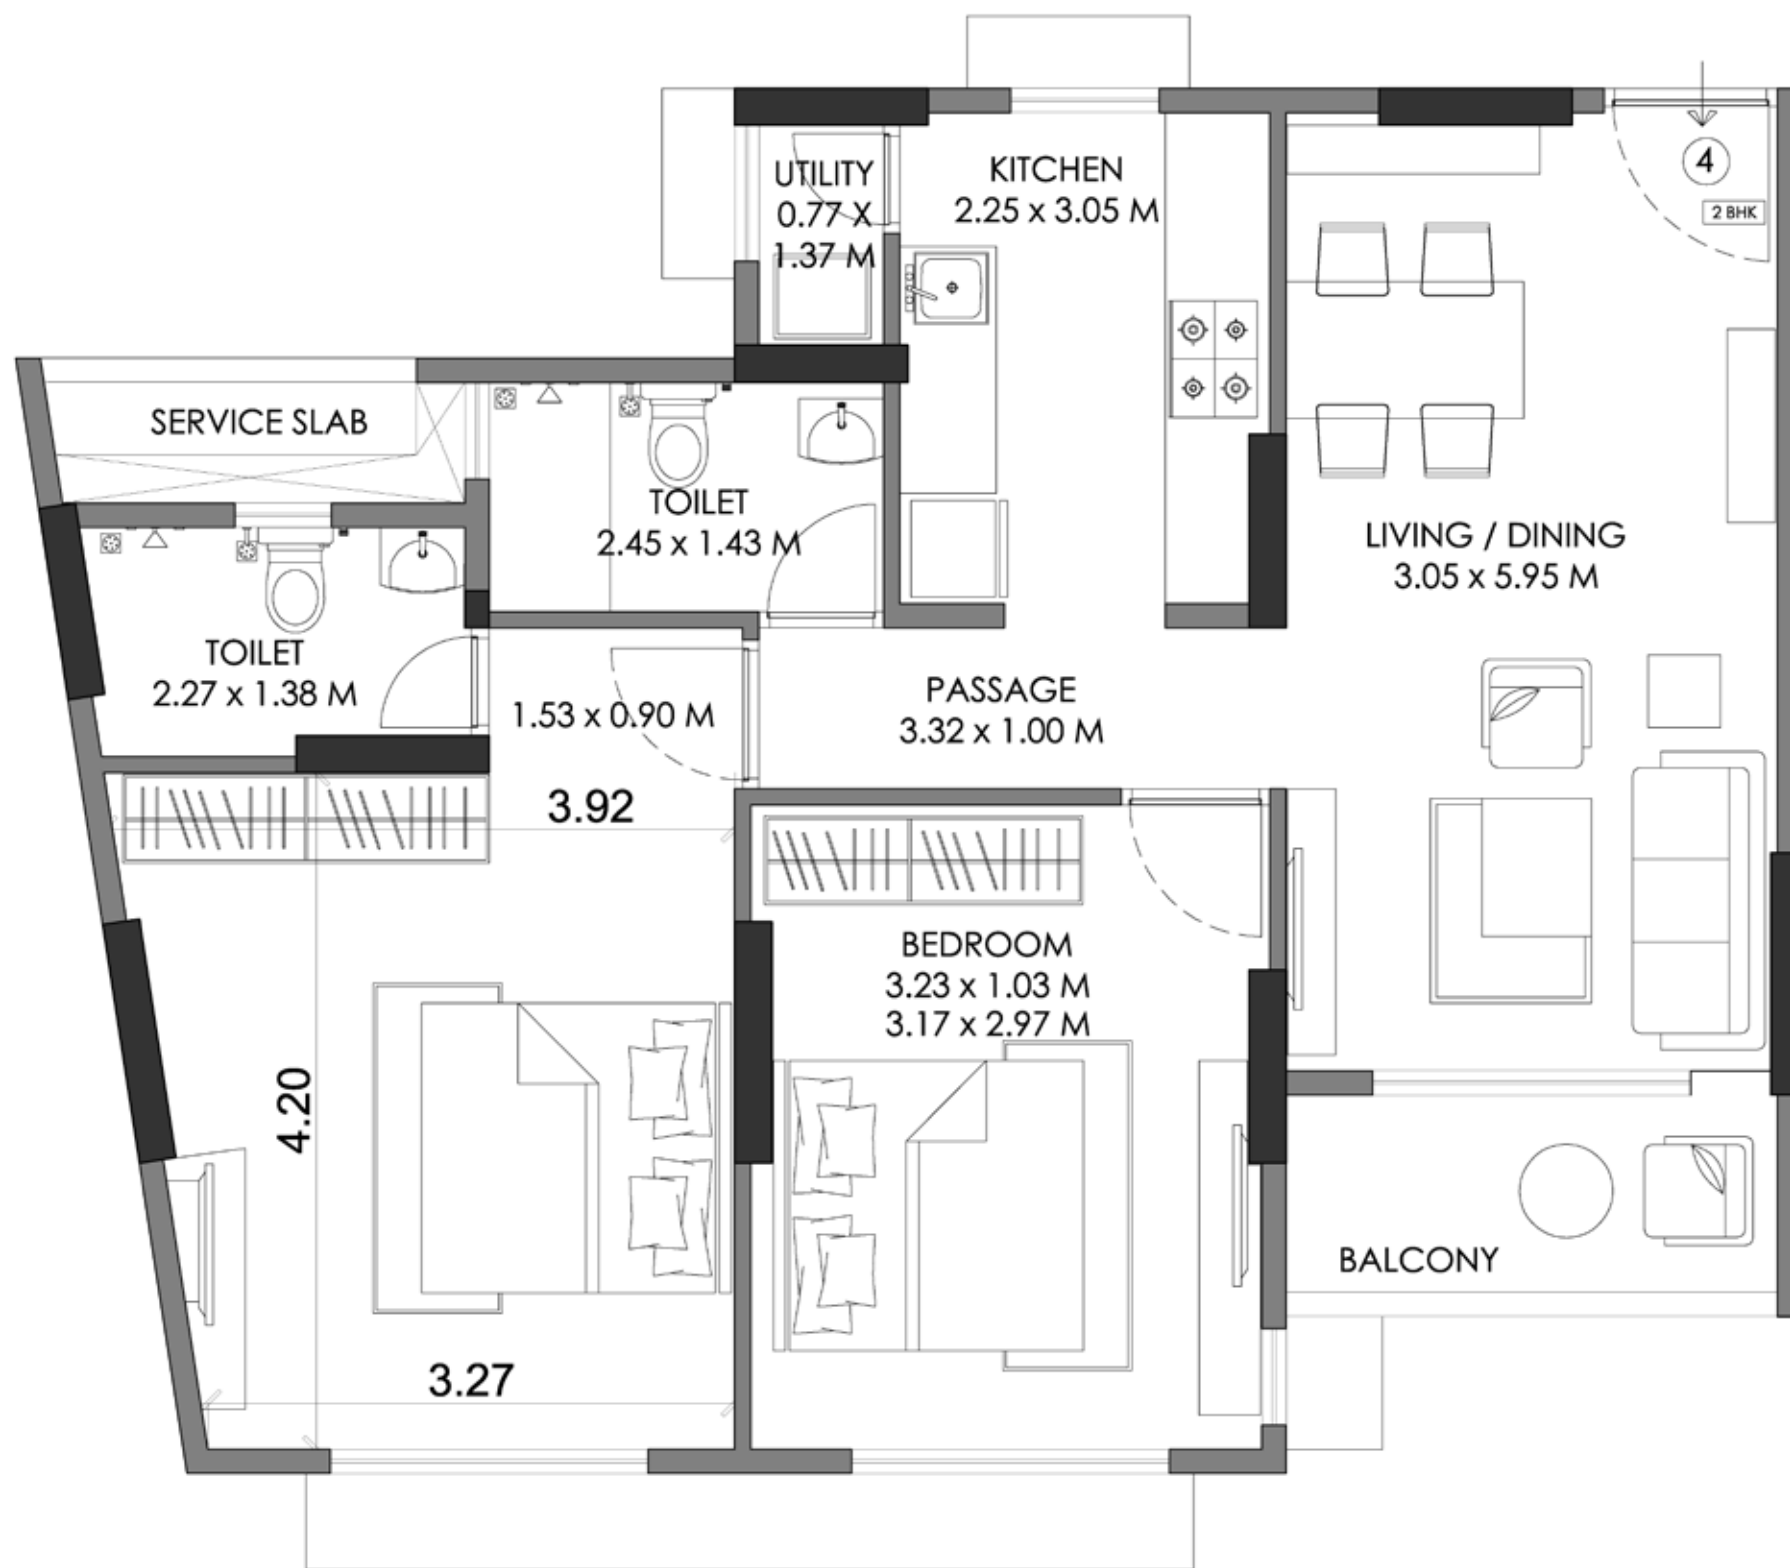 4
2 BHK
UTILITY
0.77 X
1.37 M
KITCHEN
2.25 x 3.05 M
SERVICE SLAB
TOILET
2.45 x 1.43 M
LIVING / DINING
3.05 x 5.95 M
TOILET
2.27 x 1.38 M
1.53 x 0.90 M
PASSAGE
3.32 x 1.00 M
3.92
BEDROOM
3.23 x 1.03 M
3.17 x 2.97 M
4.20
BALCONY
3.27